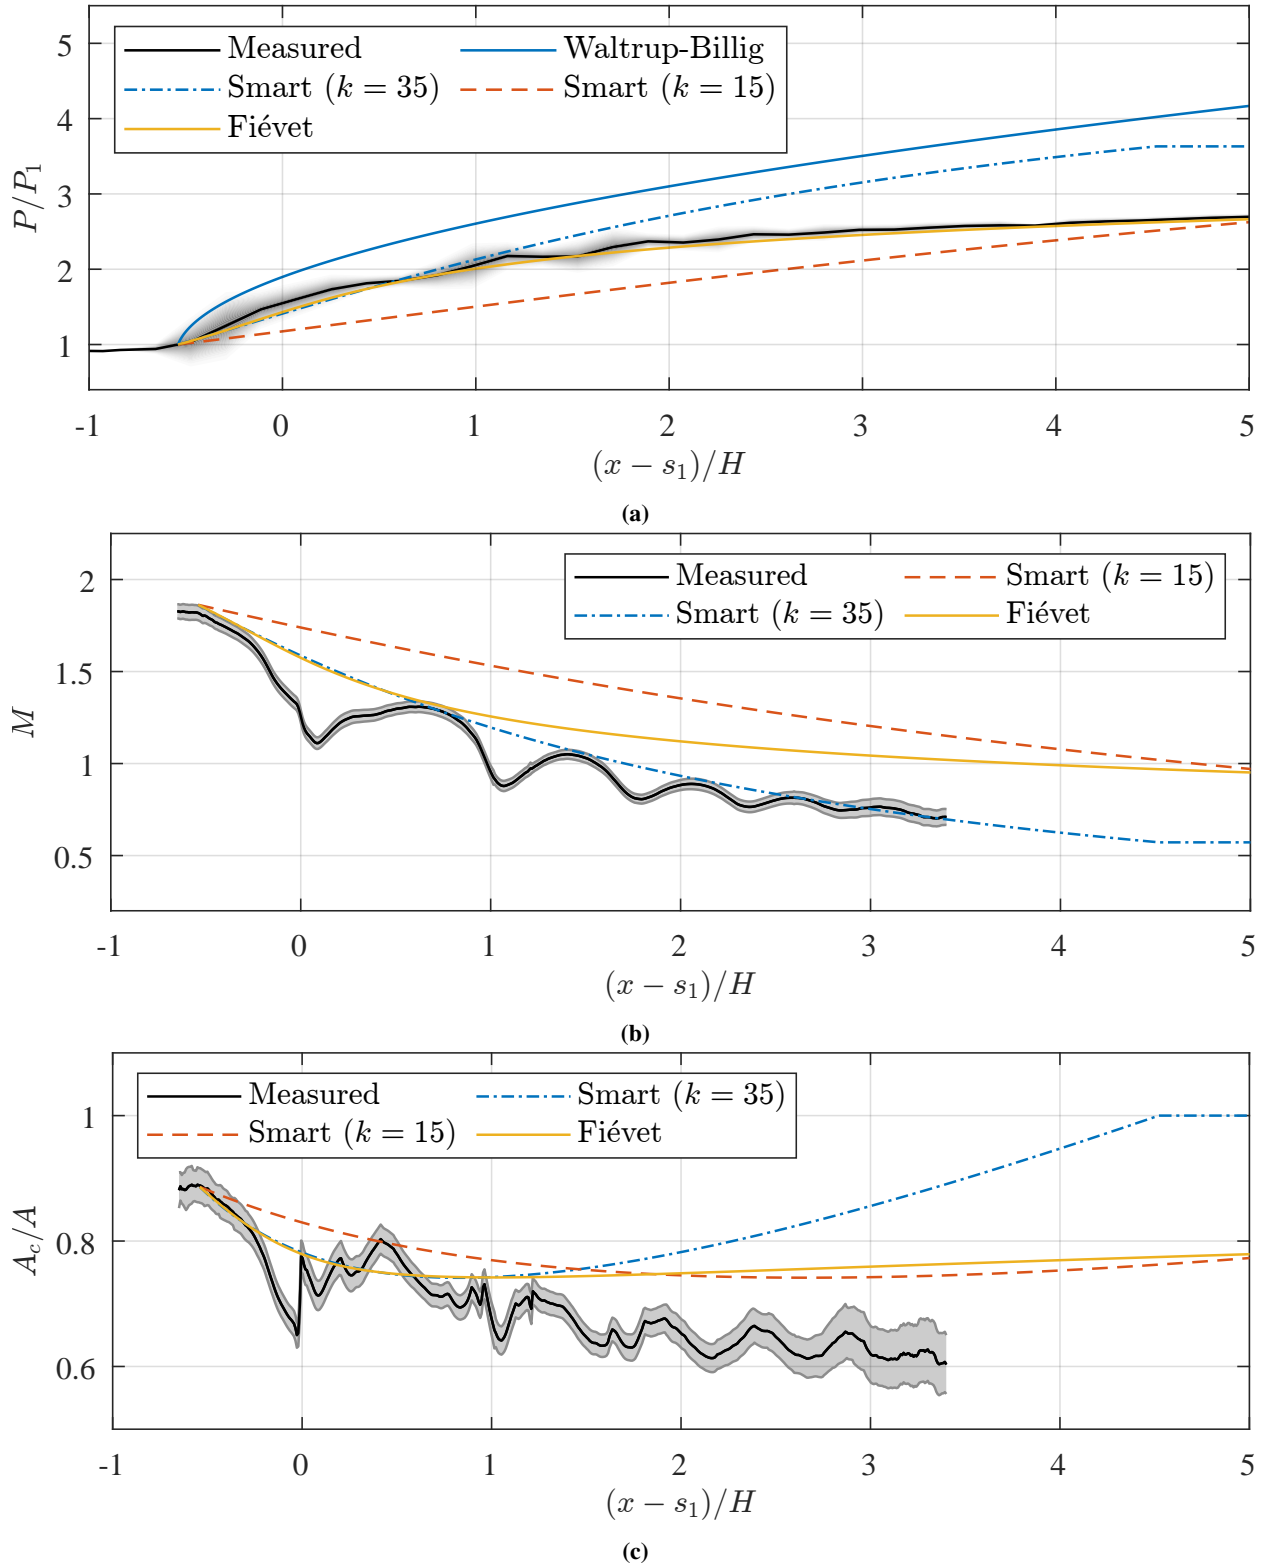 5
4
3
2
1
P/P₁
Measured
Waltrup-Billig
Smart (k = 35)
Smart (k = 15)
Fiévet
-1 0 1 2 3 4 5
(x − s₁)/H
(a)
2
1.5
1
0.5
M
Measured
Smart (k = 15)
Smart (k = 35)
Fiévet
-1 0 1 2 3 4 5
(x − s₁)/H
(b)
1
0.8
0.6
A_c/A
Measured
Smart (k = 35)
Smart (k = 15)
Fiévet
-1 0 1 2 3 4 5
(x − s₁)/H
(c)